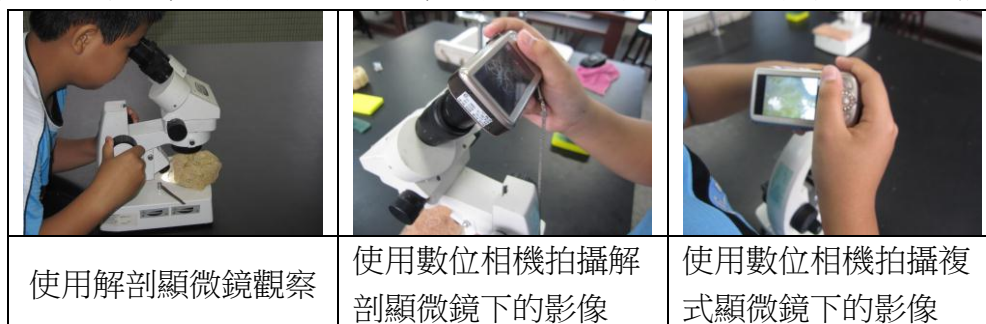 使用解剖顯微鏡觀察
使用數位相機拍攝解
剖顯微鏡下的影像
使用數位相機拍攝複
式顯微鏡下的影像